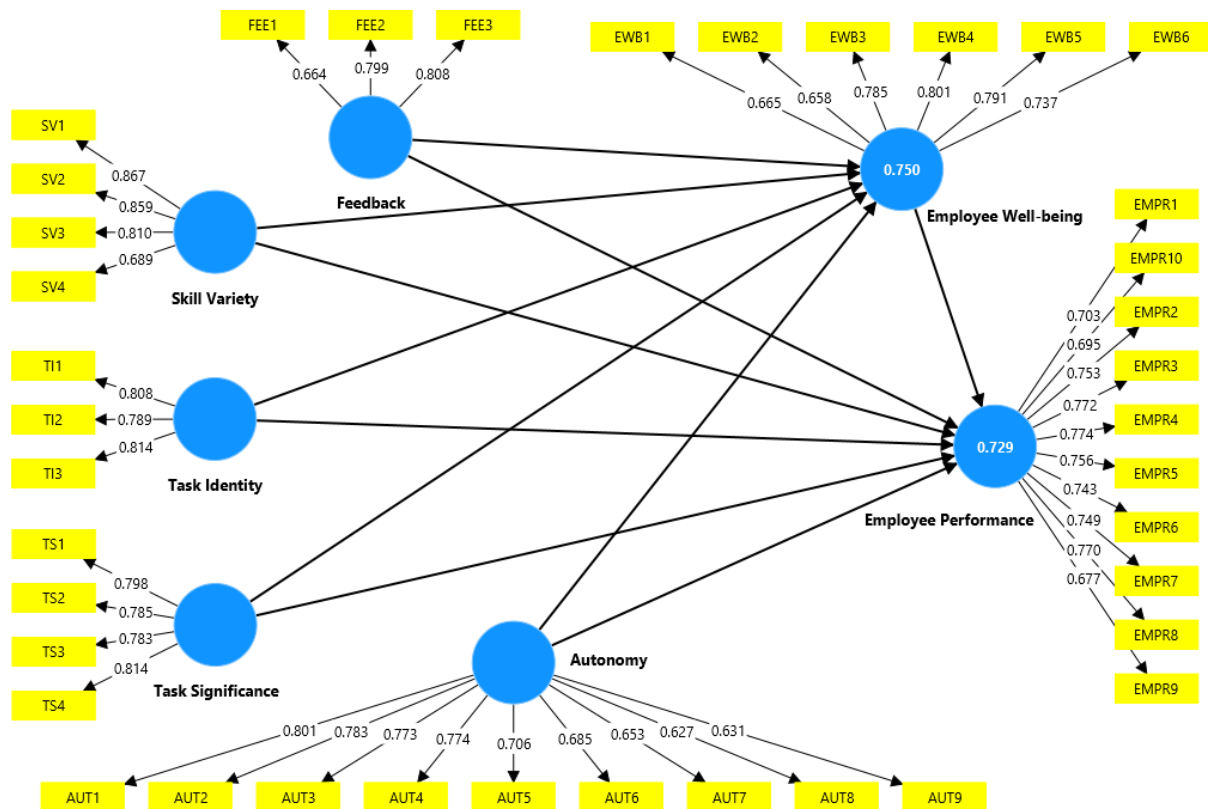 FEE1 FEE2 FEE3
0.664 0.799 0.808
Feedback
EWB1 EWB2 EWB3 EWB4 EWB5 EWB6
0.665 0.658 0.785 0.801 0.791 0.737
0.750
Employee Well-being
SV1
SV2
SV3
SV4
0.867
0.859
0.810
0.689
Skill Variety
TI1
TI2
TI3
0.808
0.789
0.814
Task Identity
TS1
TS2
TS3
TS4
0.798
0.785
0.783
0.814
Task Significance
0.729
Employee Performance
0.703
0.695
0.753
0.772
0.774
0.756
0.743
0.749
0.770
0.677
EMPR1
EMPR10
EMPR2
EMPR3
EMPR4
EMPR5
EMPR6
EMPR7
EMPR8
EMPR9
Autonomy
0.801 0.783 0.773 0.774 0.706 0.685 0.653 0.627 0.631
AUT1 AUT2 AUT3 AUT4 AUT5 AUT6 AUT7 AUT8 AUT9